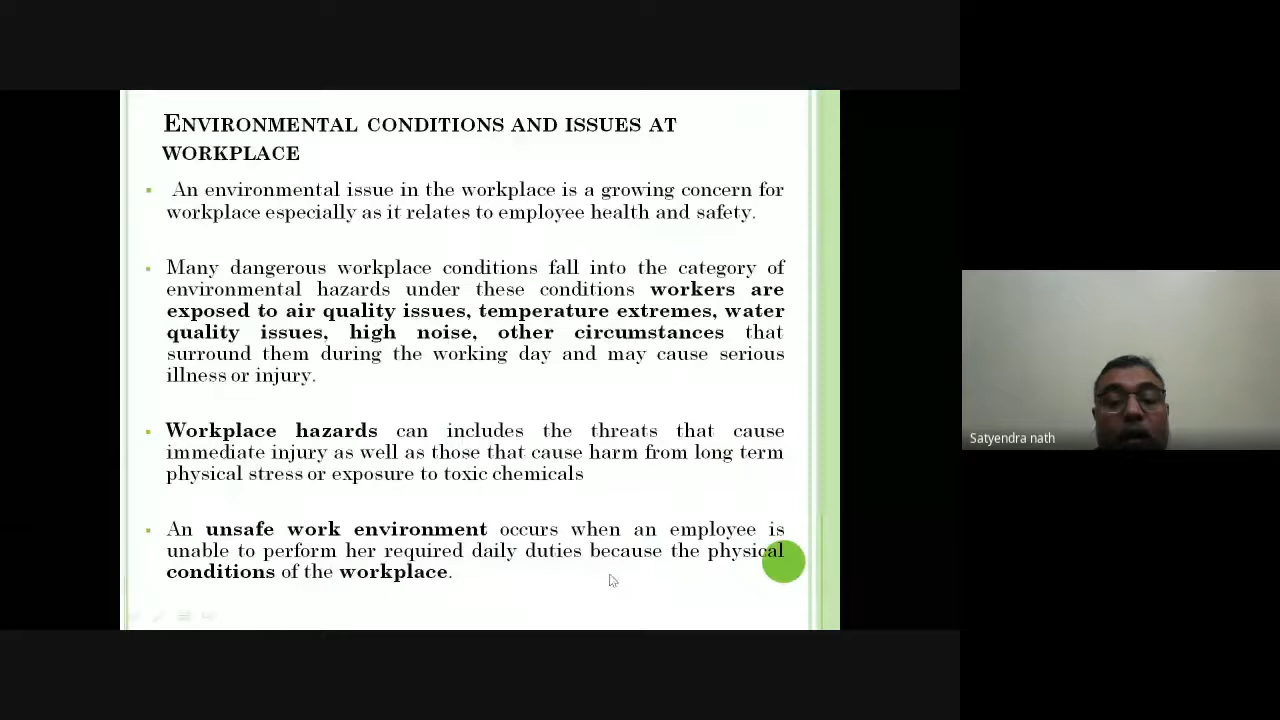 ENVIRONMENTAL CONDITIONS AND ISSUES AT
WORKPLACE
An environmental issue in the workplace is a growing concern for
workplace especially as it relates to employee health and safety.
Many dangerous workplace conditions fall into the category of
environmental hazards under these conditions workers are
exposed to air quality issues, temperature extremes, water
quality issues, high noise, other circumstances that
surround them during the working day and may cause serious
illness or injury.
Workplace hazards can includes the threats that cause
immediate injury as well as those that cause harm from long term
physical stress or exposure to toxic chemicals
An unsafe work environment occurs when an employee is
unable to perform her required daily duties because the physical
conditions of the workplace.
Satyendra nath